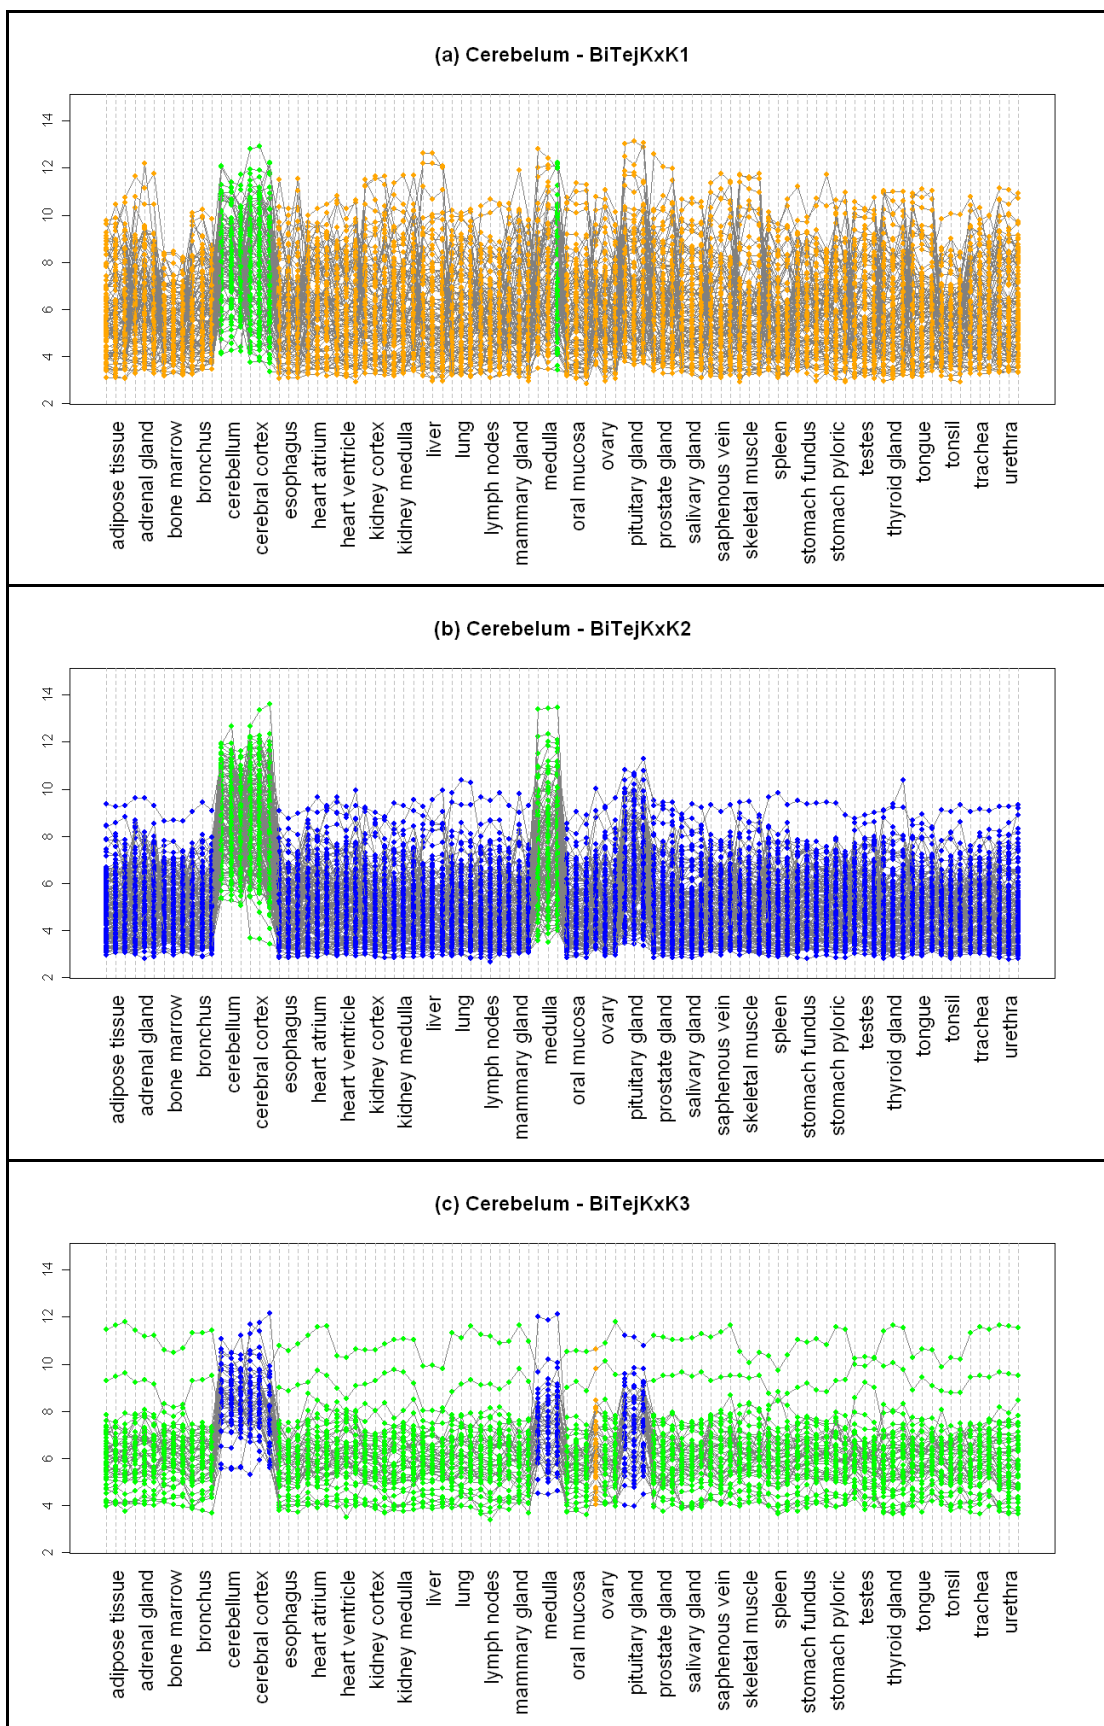 (a) Cerebelum - BiTejKxK1
14
12
10
8
6
4
2
adipose tissue
adrenal gland
bone marrow
bronchus
cerebellum
cerebral cortex
esophagus
heart atrium
heart ventricle
kidney cortex
kidney medulla
liver
lung
lymph nodes
mammary gland
medulla
oral mucosa
ovary
pituitary gland
prostate gland
salivary gland
saphenous vein
skeletal muscle
spleen
stomach fundus
stomach pyloric
testes
thyroid gland
tongue
tonsil
trachea
urethra
(b) Cerebelum - BiTejKxK2
14
12
10
8
6
4
2
adipose tissue
adrenal gland
bone marrow
bronchus
cerebellum
cerebral cortex
esophagus
heart atrium
heart ventricle
kidney cortex
kidney medulla
liver
lung
lymph nodes
mammary gland
medulla
oral mucosa
ovary
pituitary gland
prostate gland
salivary gland
saphenous vein
skeletal muscle
spleen
stomach fundus
stomach pyloric
testes
thyroid gland
tongue
tonsil
trachea
urethra
(c) Cerebelum - BiTejKxK3
14
12
10
8
6
4
2
adipose tissue
adrenal gland
bone marrow
bronchus
cerebellum
cerebral cortex
esophagus
heart atrium
heart ventricle
kidney cortex
kidney medulla
liver
lung
lymph nodes
mammary gland
medulla
oral mucosa
ovary
pituitary gland
prostate gland
salivary gland
saphenous vein
skeletal muscle
spleen
stomach fundus
stomach pyloric
testes
thyroid gland
tongue
tonsil
trachea
urethra